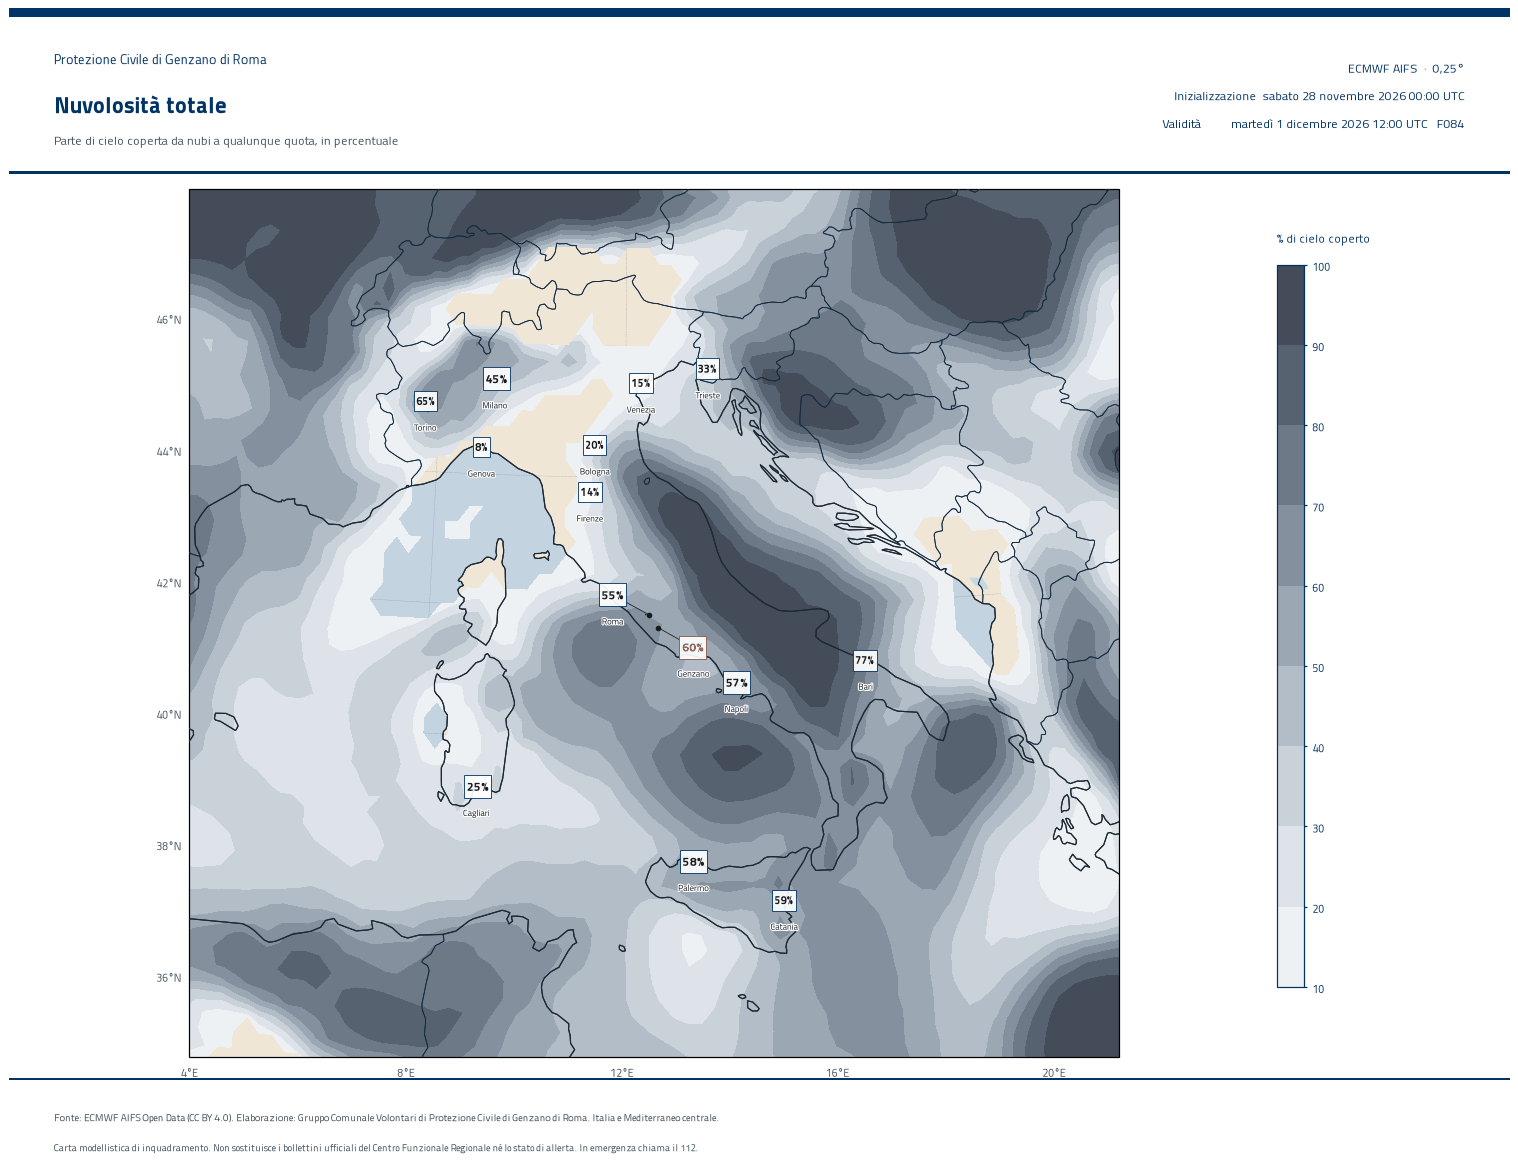 Protezione Civile di Genzano di Roma
Nuvolosità totale
Parte di cielo coperta da nubi a qualunque quota, in percentuale
ECMWF AIFS · 0,25°
Inizializzazione sabato 28 novembre 2026 00:00 UTC
Validità martedì 1 dicembre 2026 12:00 UTC F084
% di cielo coperto
100
90
80
70
60
50
40
30
20
10
46°N
44°N
42°N
40°N
38°N
36°N
4°E
8°E
12°E
16°E
20°E
33%
Trieste
15%
Venezia
45%
Milano
65%
Torino
8%
Genova
20%
Bologna
14%
Firenze
55%
Roma
60%
Genzano
57%
Napoli
77%
Bari
25%
Cagliari
58%
Palermo
59%
Catania
Fonte: ECMWF AIFS Open Data (CC BY 4.0). Elaborazione: Gruppo Comunale Volontari di Protezione Civile di Genzano di Roma. Italia e Mediterraneo centrale.
Carta modellistica di inquadramento. Non sostituisce i bollettini ufficiali del Centro Funzionale Regionale né lo stato di allerta. In emergenza chiama il 112.